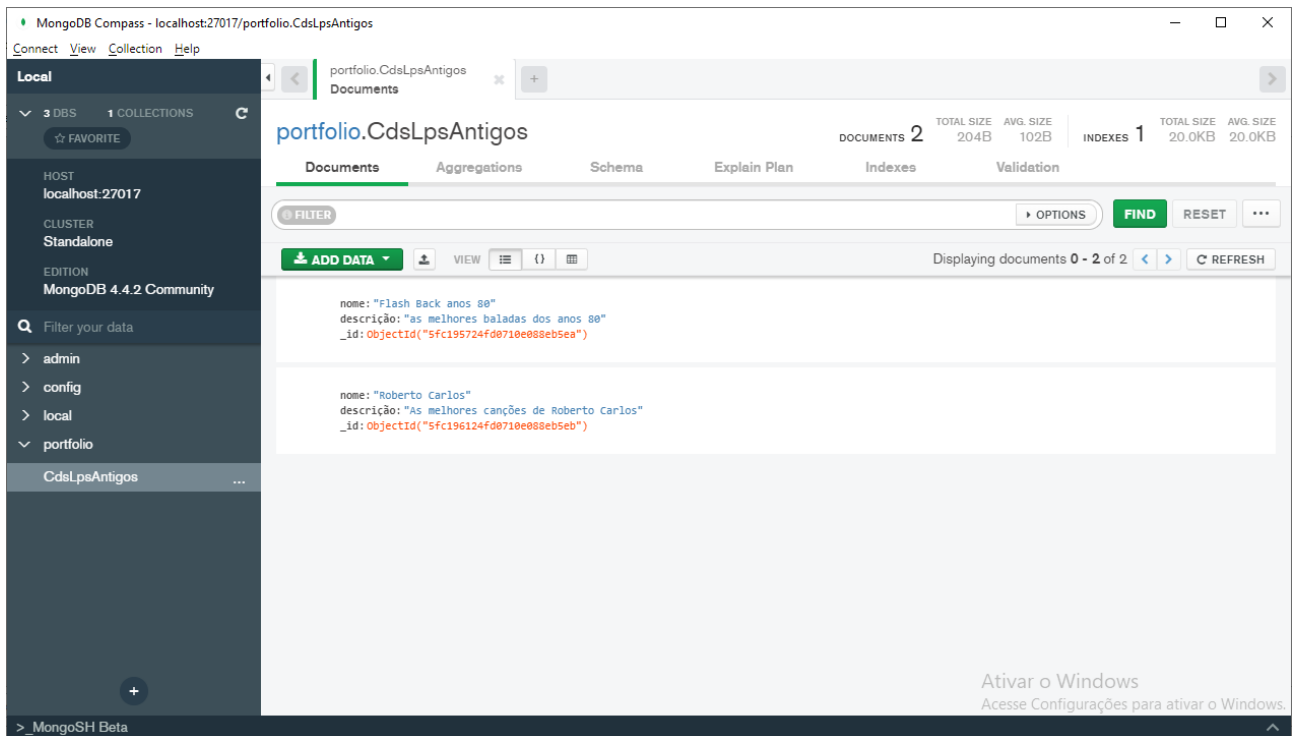 MongoDB Compass - localhost:27017/portfolio.CdsLpsAntigos
Connect View Collection Help
Local
3 DBS 1 COLLECTIONS
FAVORITE
HOST
localhost:27017
CLUSTER
Standalone
EDITION
MongoDB 4.4.2 Community
Filter your data
admin
config
local
portfolio
CdsLpsAntigos ...
>_MongoSH Beta
portfolio.CdsLpsAntigos
Documents
portfolio.CdsLpsAntigos
DOCUMENTS 2 TOTAL SIZE 204B AVG. SIZE 102B INDEXES 1 TOTAL SIZE 20.0KB AVG. SIZE 20.0KB
Documents Aggregations Schema Explain Plan Indexes Validation
FILTER OPTIONS FIND RESET ...
ADD DATA VIEW {} Displaying documents 0 - 2 of 2 < > REFRESH
nome: "Flash Back anos 80"
descrição: "as melhores baladas dos anos 80"
_id: ObjectId("5fc195724fd0710e088eb5ea")
nome: "Roberto Carlos"
descrição: "As melhores canções de Roberto Carlos"
_id: ObjectId("5fc196124fd0710e088eb5eb")
Ativar o Windows
Acesse Configurações para ativar o Windows.